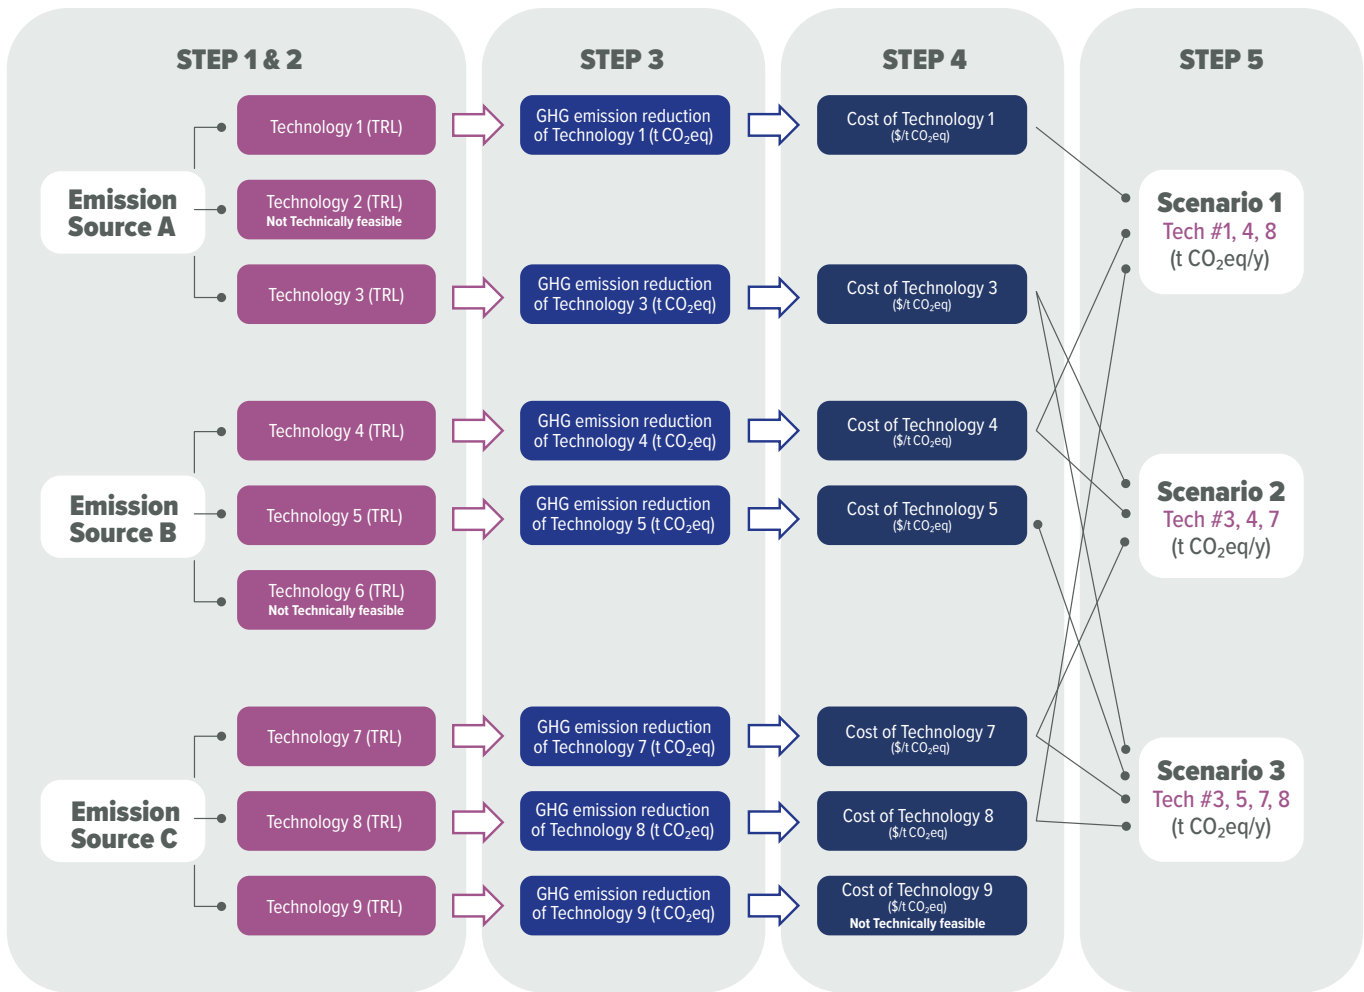 STEP 1 & 2
STEP 3
STEP 4
STEP 5
Emission
Source A
Technology 1 (TRL)
GHG emission reduction
of Technology 1 (t CO₂eq)
Cost of Technology 1
($/t CO₂eq)
Technology 2 (TRL)
Not Technically feasible
Technology 3 (TRL)
GHG emission reduction
of Technology 3 (t CO₂eq)
Cost of Technology 3
($/t CO₂eq)
Emission
Source B
Technology 4 (TRL)
GHG emission reduction
of Technology 4 (t CO₂eq)
Cost of Technology 4
($/t CO₂eq)
Technology 5 (TRL)
GHG emission reduction
of Technology 5 (t CO₂eq)
Cost of Technology 5
($/t CO₂eq)
Technology 6 (TRL)
Not Technically feasible
Emission
Source C
Technology 7 (TRL)
GHG emission reduction
of Technology 7 (t CO₂eq)
Cost of Technology 7
($/t CO₂eq)
Technology 8 (TRL)
GHG emission reduction
of Technology 8 (t CO₂eq)
Cost of Technology 8
($/t CO₂eq)
Technology 9 (TRL)
GHG emission reduction
of Technology 9 (t CO₂eq)
Cost of Technology 9
($/t CO₂eq)
Not Technically feasible
Scenario 1
Tech #1, 4, 8
(t CO₂eq/y)
Scenario 2
Tech #3, 4, 7
(t CO₂eq/y)
Scenario 3
Tech #3, 5, 7, 8
(t CO₂eq/y)